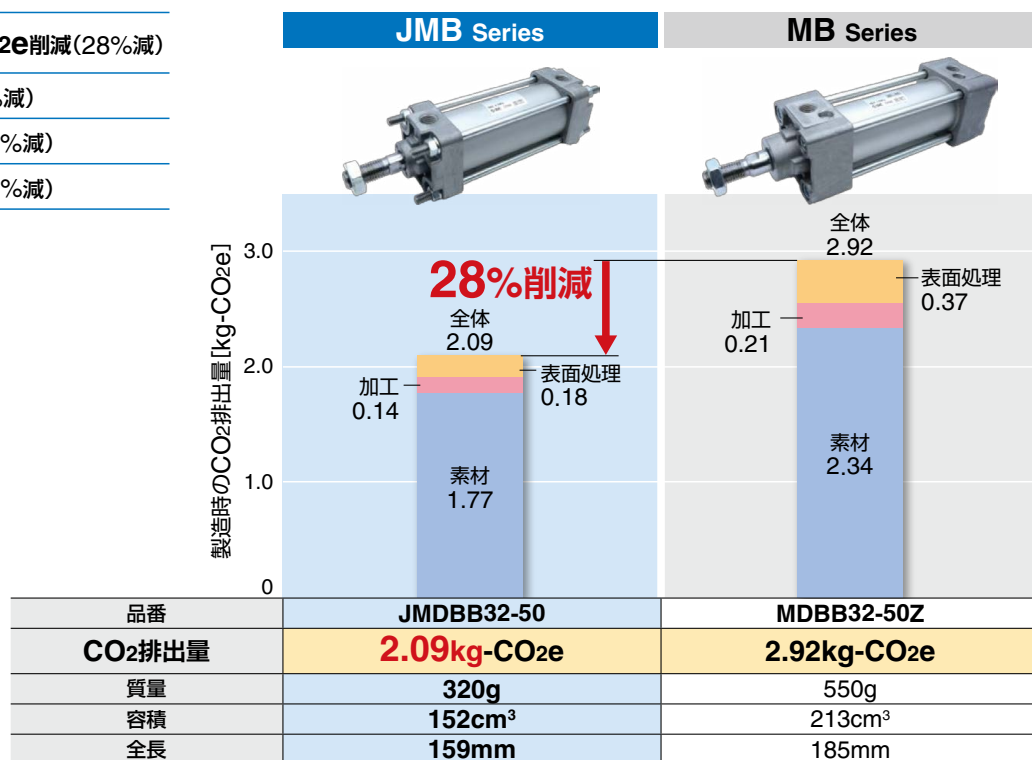 2e削減(28%減)
減)
%減)
%減)
JMB Series
MB Series
製造時のCO2排出量[kg-CO2e]
3.0
2.0
1.0
0
28%削減
全体
2.09
加工
0.14
表面処理
0.18
素材
1.77
全体
2.92
表面処理
0.37
加工
0.21
素材
2.34
品番 JMDBB32-50 MDBB32-50Z
CO2排出量 2.09kg-CO2e 2.92kg-CO2e
質量 320g 550g
容積 152cm³ 213cm³
全長 159mm 185mm